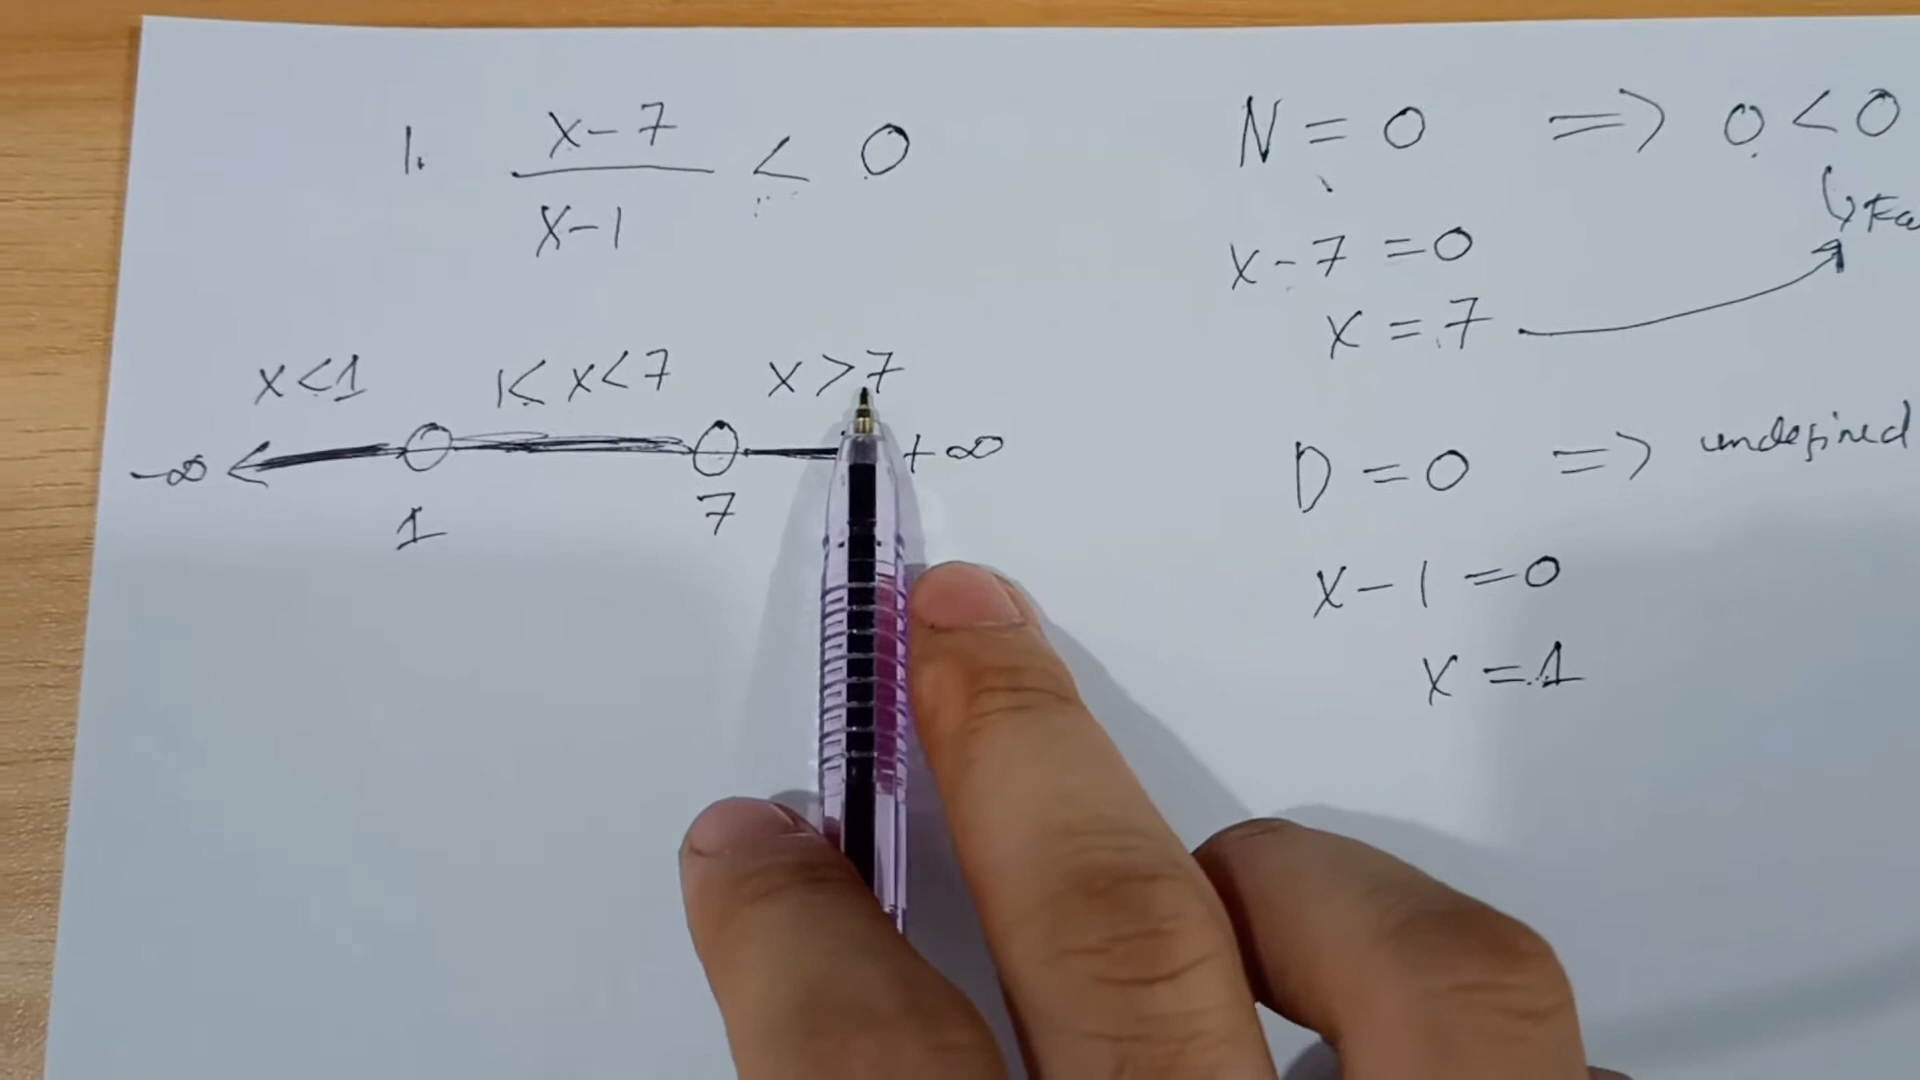 1. x-7 / x-1 < 0
x<1 1< x<7 x>7
-∞ +∞
1 7
N = 0 => 0 < 0
x-7 =0
x =7
D = 0 => undefined
x-1 =0
x =1